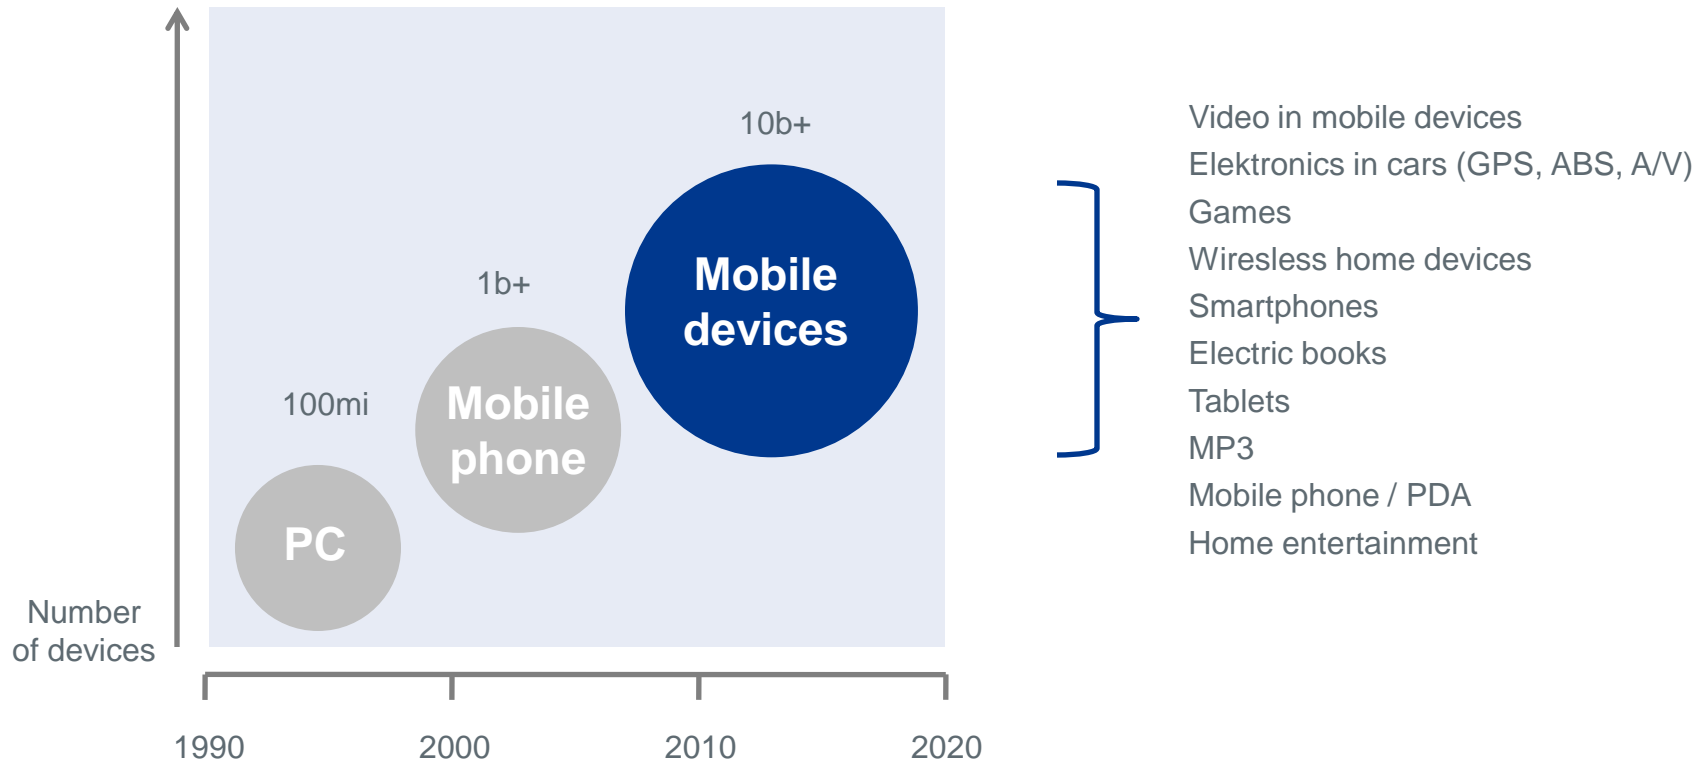 10b+
1b+
100mi
Mobile
devices
Mobile
phone
PC
Number
of devices
1990
2000
2010
2020
Video in mobile devices
Elektronics in cars (GPS, ABS, A/V)
Games
Wiresless home devices
Smartphones
Electric books
Tablets
MP3
Mobile phone / PDA
Home entertainment